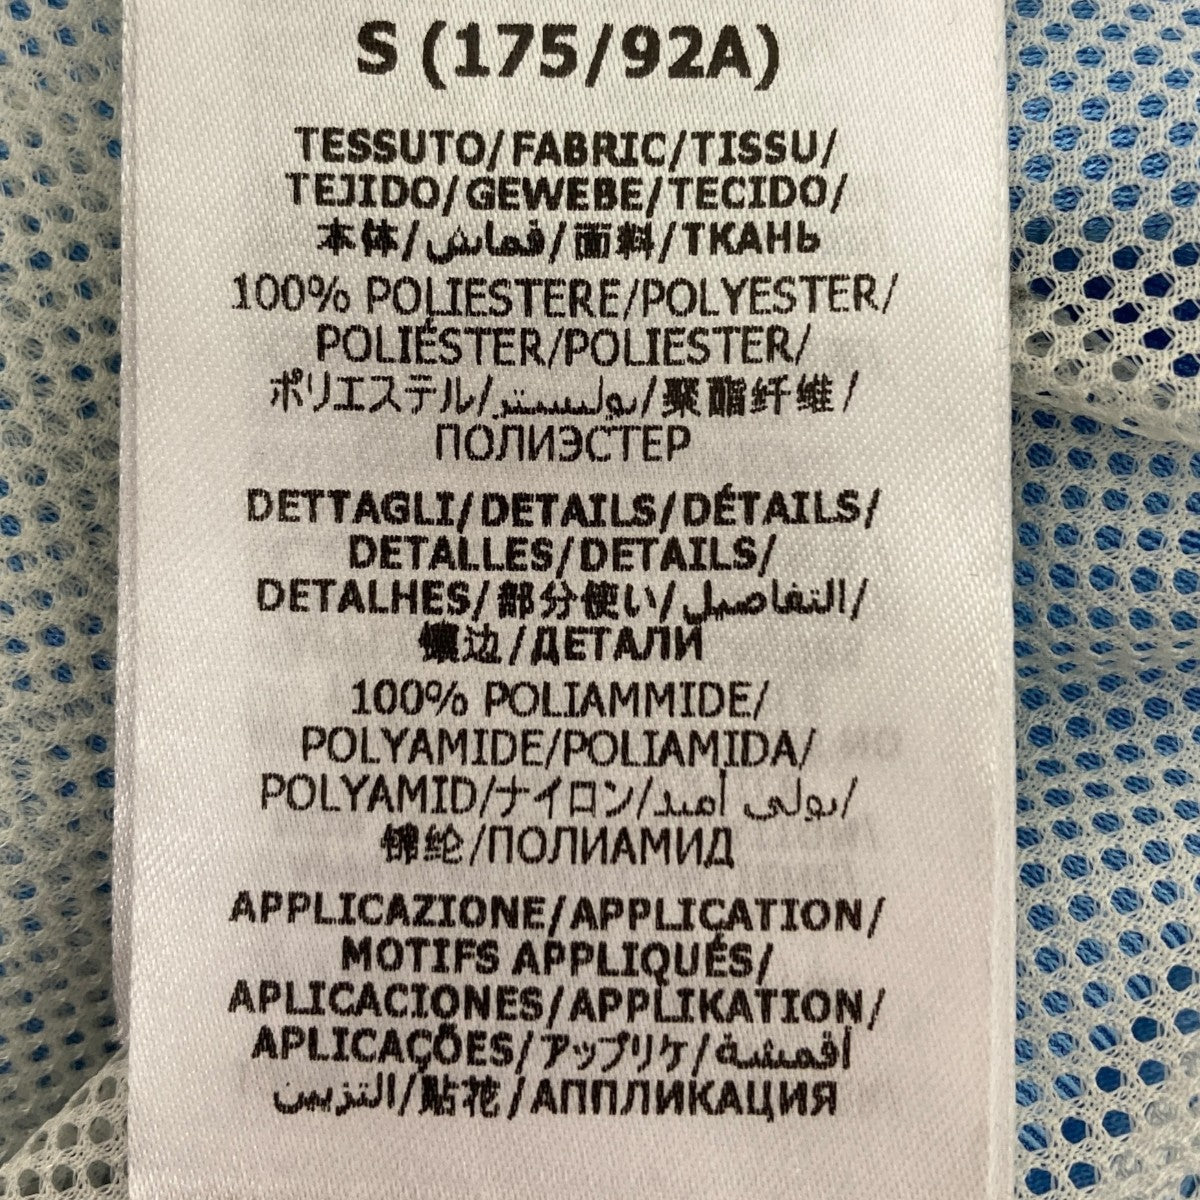 S (175/92A)
TESSUTO/FABRIC/TISSU/
TEJIDO/GEWEBE/TECIDO/
本体/قماش/面料/ТКАНЬ
100% POLIESTERE/POLYESTER/
POLIÉSTER/POLIESTER/
ポリエステル/بوليستر/聚酯纤维/
ПОЛИЭСТЕР
DETTAGLI/DETAILS/DÉTAILS/
DETALLES/DETAILS/
DETALHES/部分使い/التفاصيل/
镶边/ДЕТАЛИ
100% POLIAMMIDE/
POLYAMIDE/POLIAMIDA/
POLYAMID/ナイロン/بولي أميد/
锦纶/ПОЛИАМИД
APPLICAZIONE/APPLICATION/
MOTIFS APPLIQUÉS/
APLICACIONES/APPLIKATION/
APLICAÇÕES/アップリケ/أقمشة
التزيين/貼花/АППЛИКАЦИЯ